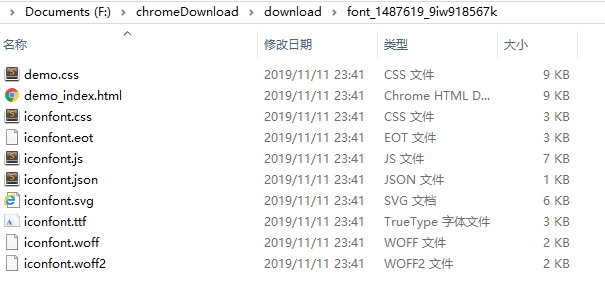 Documents (F:) > chromeDownload > download > font_1487619_9iw918567k
名称 修改日期 类型 大小
demo.css 2019/11/11 23:41 CSS 文件 9 KB
demo_index.html 2019/11/11 23:41 Chrome HTML D... 9 KB
iconfont.css 2019/11/11 23:41 CSS 文件 3 KB
iconfont.eot 2019/11/11 23:41 EOT 文件 3 KB
iconfont.js 2019/11/11 23:41 JS 文件 7 KB
iconfont.json 2019/11/11 23:41 JSON 文件 1 KB
iconfont.svg 2019/11/11 23:41 SVG 文档 6 KB
iconfont.ttf 2019/11/11 23:41 TrueType 字体文件 3 KB
iconfont.woff 2019/11/11 23:41 WOFF 文件 2 KB
iconfont.woff2 2019/11/11 23:41 WOFF2 文件 2 KB